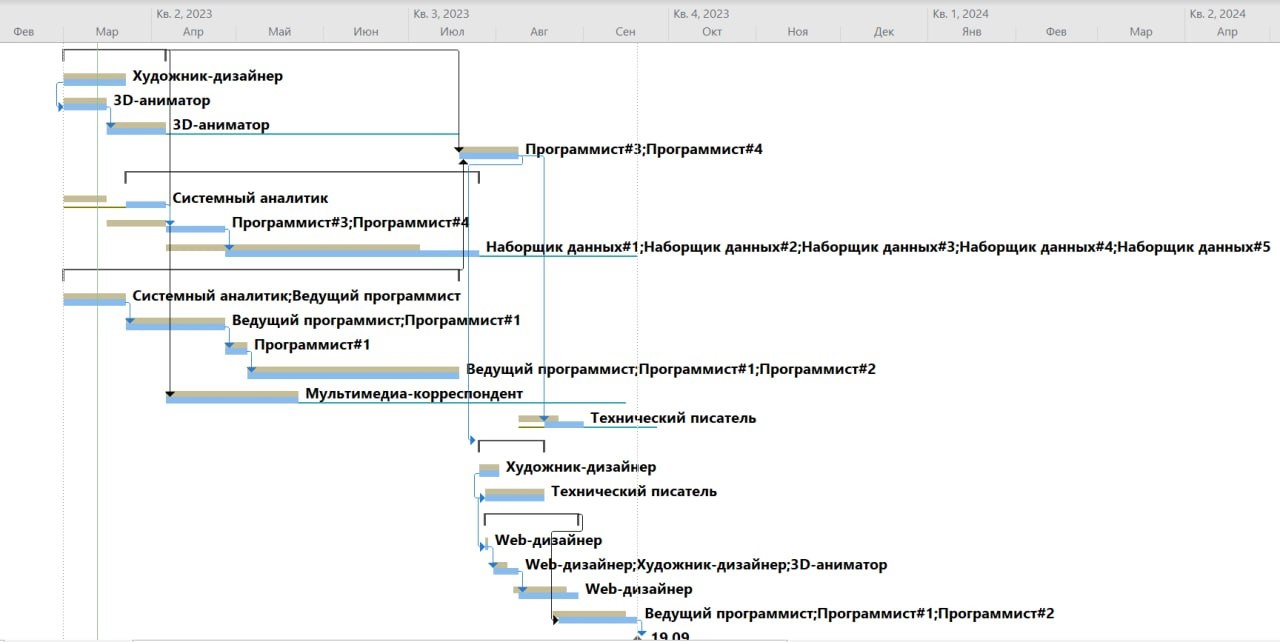 Кв. 2, 2023 Кв. 3, 2023 Кв. 4, 2023 Кв. 1, 2024 Кв. 2, 2024
Фев Мар Апр Май Июн Июл Авг Сен Окт Ноя Дек Янв Фев Мар Апр
Художник-дизайнер
3D-аниматор
3D-аниматор
Программист#3;Программист#4
Системный аналитик
Программист#3;Программист#4
Наборщик данных#1;Наборщик данных#2;Наборщик данных#3;Наборщик данных#4;Наборщик данных#5
Системный аналитик;Ведущий программист
Ведущий программист;Программист#1
Программист#1
Ведущий программист;Программист#1;Программист#2
Мультимедиа-корреспондент
Технический писатель
Художник-дизайнер
Технический писатель
Web-дизайнер
Web-дизайнер;Художник-дизайнер;3D-аниматор
Web-дизайнер
Ведущий программист;Программист#1;Программист#2
19.09